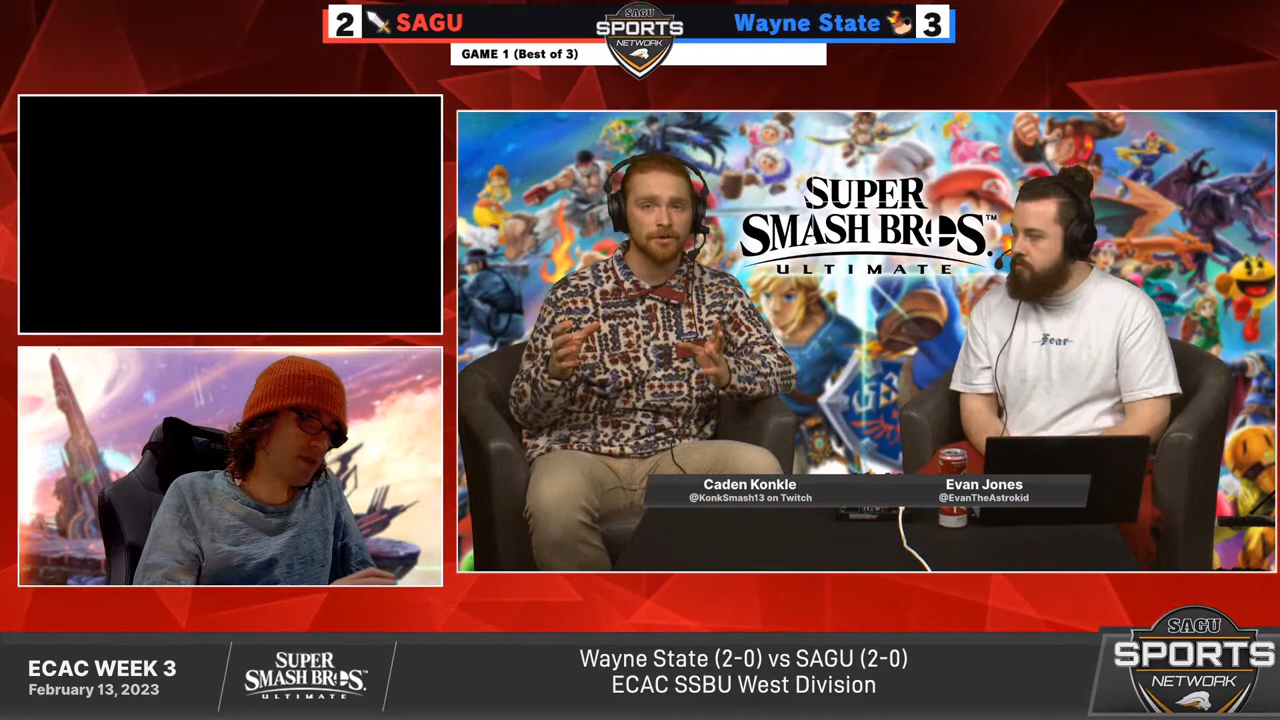 2 SAGU
SAGU
SPORTS
NETWORK
Wayne State 3
GAME 1 (Best of 3)
SUPER
SMASH BROS.™
ULTIMATE
Fear
Caden Konkle
@KonkSmash13 on Twitch
Evan Jones
@EvanTheAstrokid
ECAC WEEK 3
February 13, 2023
SUPER
SMASH BROS.
ULTIMATE
Wayne State (2-0) vs SAGU (2-0)
ECAC SSBU West Division
SAGU
SPORTS
NETWORK